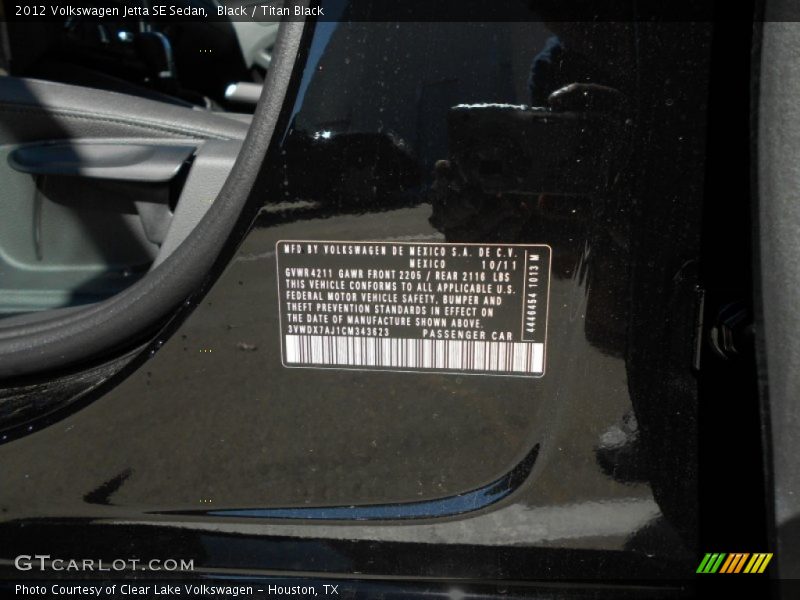 2012 Volkswagen Jetta SE Sedan,  Black / Titan Black
MFD BY VOLKSWAGEN DE MEXICO S.A. DE C.V.
MEXICO 10/11
GVWR4211 GAWR FRONT 2205 / REAR 2116 LBS
THIS VEHICLE CONFORMS TO ALL APPLICABLE U.S.
FEDERAL MOTOR VEHICLE SAFETY, BUMPER AND
THEFT PREVENTION STANDARDS IN EFFECT ON
THE DATE OF MANUFACTURE SHOWN ABOVE.
3VWDX7AJ1CM343623 PASSENGER CAR
4446454 1013 M
GTCARLOT.COM
Photo Courtesy of Clear Lake Volkswagen - Houston, TX